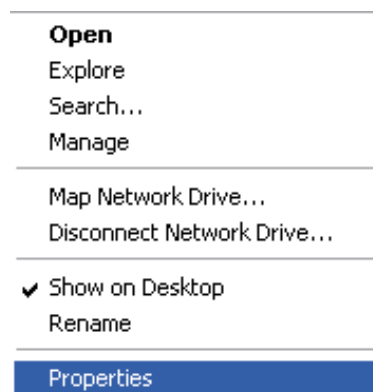 Open
Explore
Search...
Manage
Map Network Drive...
Disconnect Network Drive...
Show on Desktop
Rename
Properties